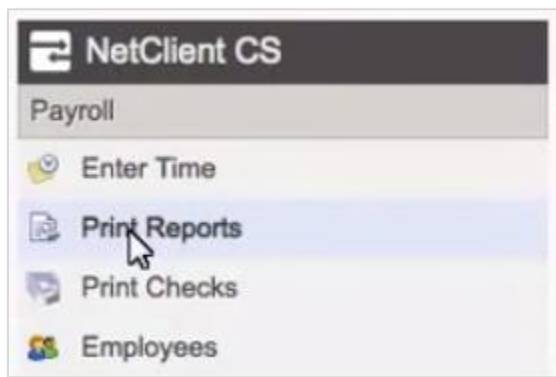 NetClient CS
Payroll
Enter Time
Print Reports
Print Checks
Employees